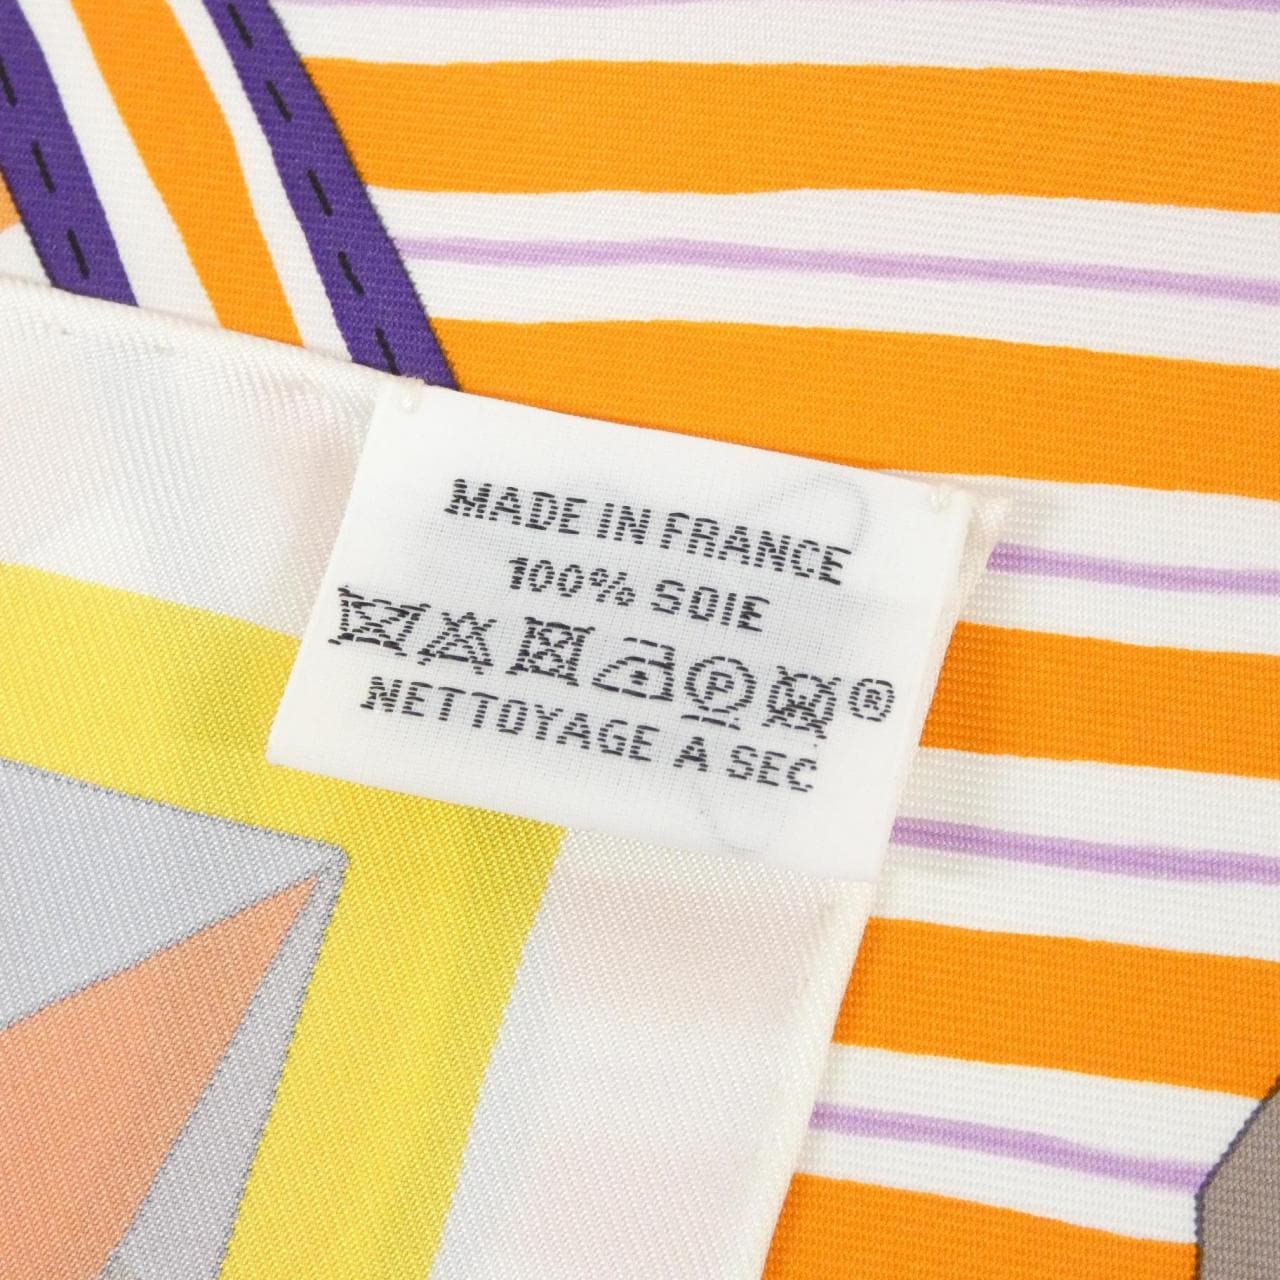 MADE IN FRANCE
100% SOIE
P ®
NETTOYAGE A SEC